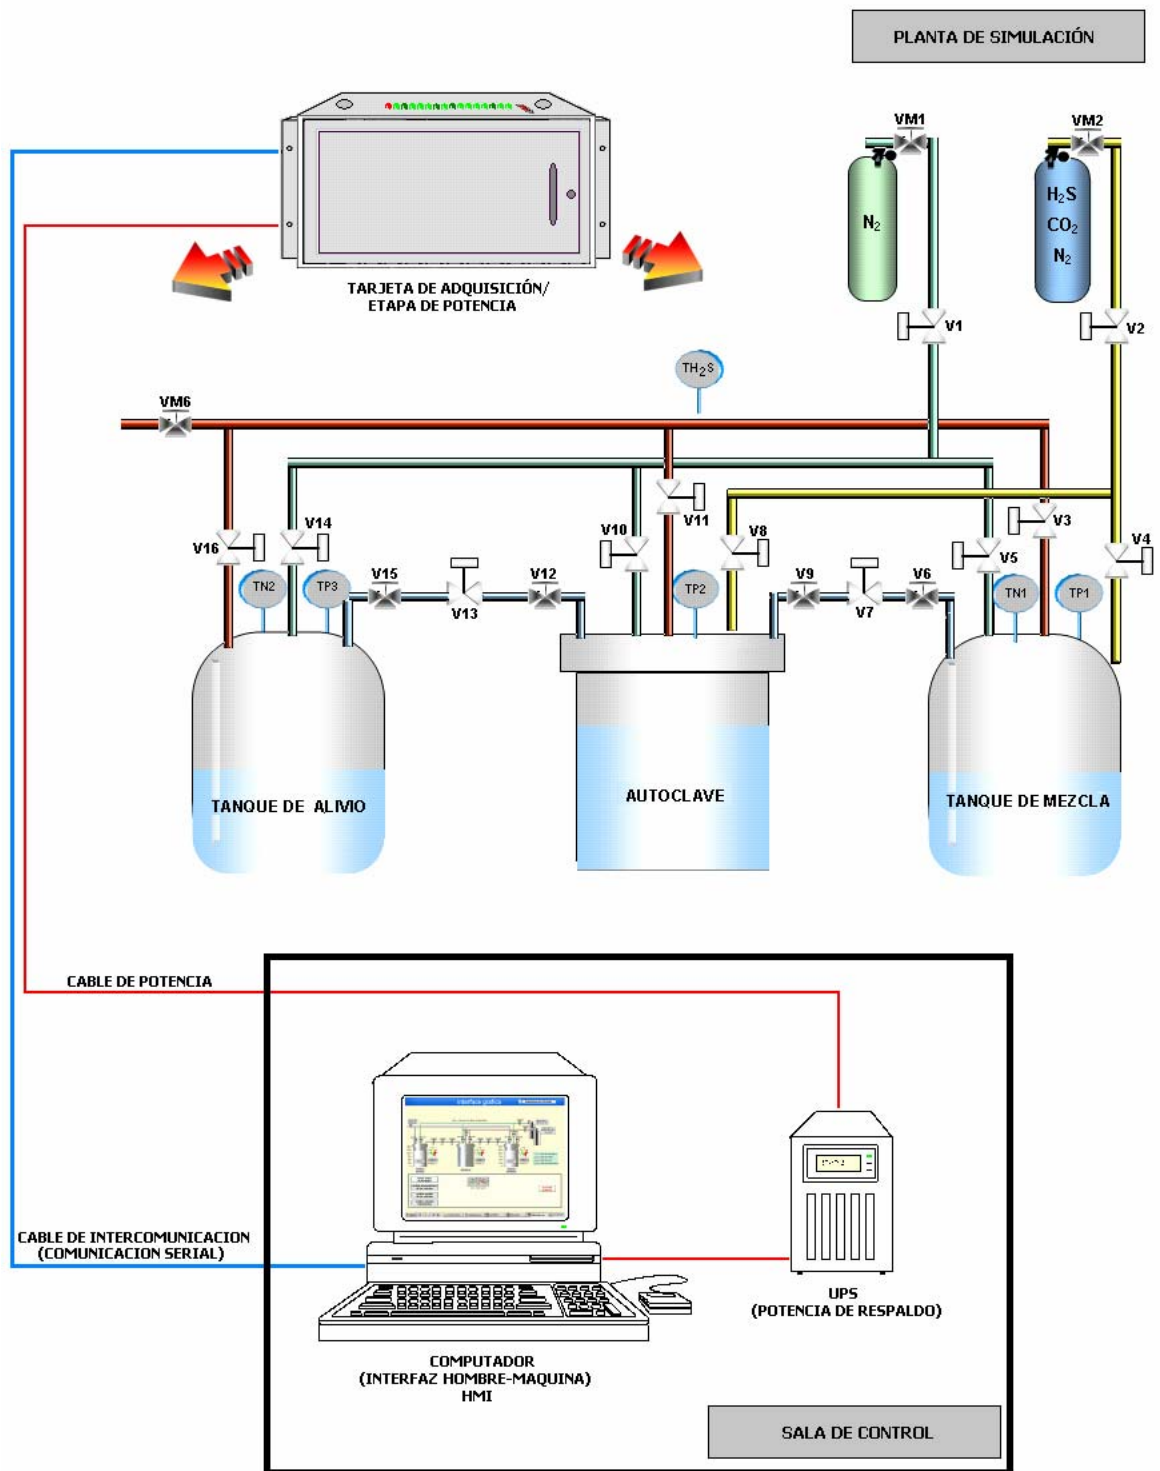 PLANTA DE SIMULACIÓN
VM1
VM2
N2
H2S
CO2
N2
TARJETA DE ADQUISICIÓN/
ETAPA DE POTENCIA
V1
V2
TH2S
VM6
V14
V10
V11
V8
V3
V4
V16
V5
TN2
TP3
V15
V13
V12
TP2
V9
V7
V6
TN1
TP1
TANQUE DE ALIVIO
AUTOCLAVE
TANQUE DE MEZCLA
CABLE DE POTENCIA
CABLE DE INTERCOMUNICACION
(COMUNICACION SERIAL)
UPS
(POTENCIA DE RESPALDO)
COMPUTADOR
(INTERFAZ HOMBRE-MAQUINA)
HMI
SALA DE CONTROL